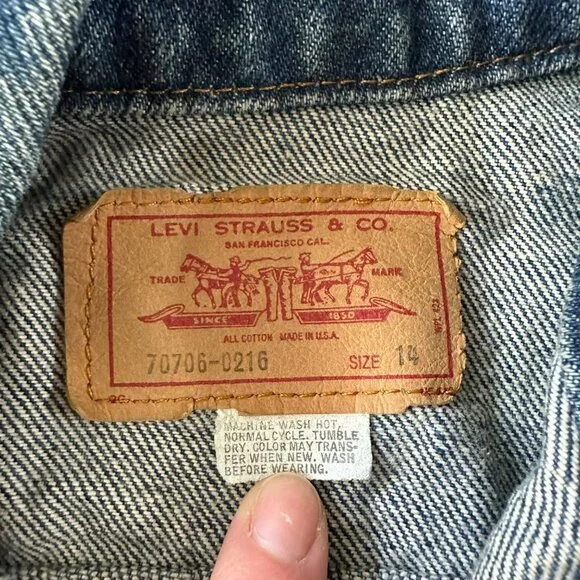 LEVI STRAUSS & CO.
SAN FRANCISCO CAL.
TRADE MARK
SINCE 1850
ALL COTTON MADE IN U.S.A.
70706-0216 SIZE 14
MACHINE WASH HOT,
NORMAL CYCLE. TUMBLE
DRY. COLOR MAY TRANS-
FER WHEN NEW. WASH
BEFORE WEARING.